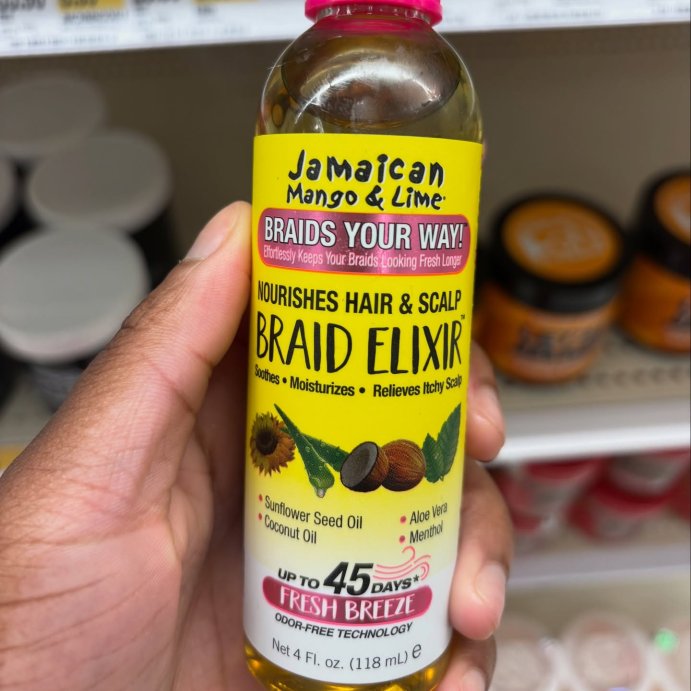 Jamaican
Mango & Lime
BRAIDS YOUR WAY!
Effortlessly Keeps Your Braids Looking Fresh Longer
NOURISHES HAIR & SCALP
BRAID ELIXIR™
Soothes • Moisturizes • Relieves Itchy Scalp
• Sunflower Seed Oil
• Coconut Oil
• Aloe Vera
• Menthol
UP TO 45 DAYS*
FRESH BREEZE
ODOR-FREE TECHNOLOGY
Net 4 Fl. oz. (118 mL) e